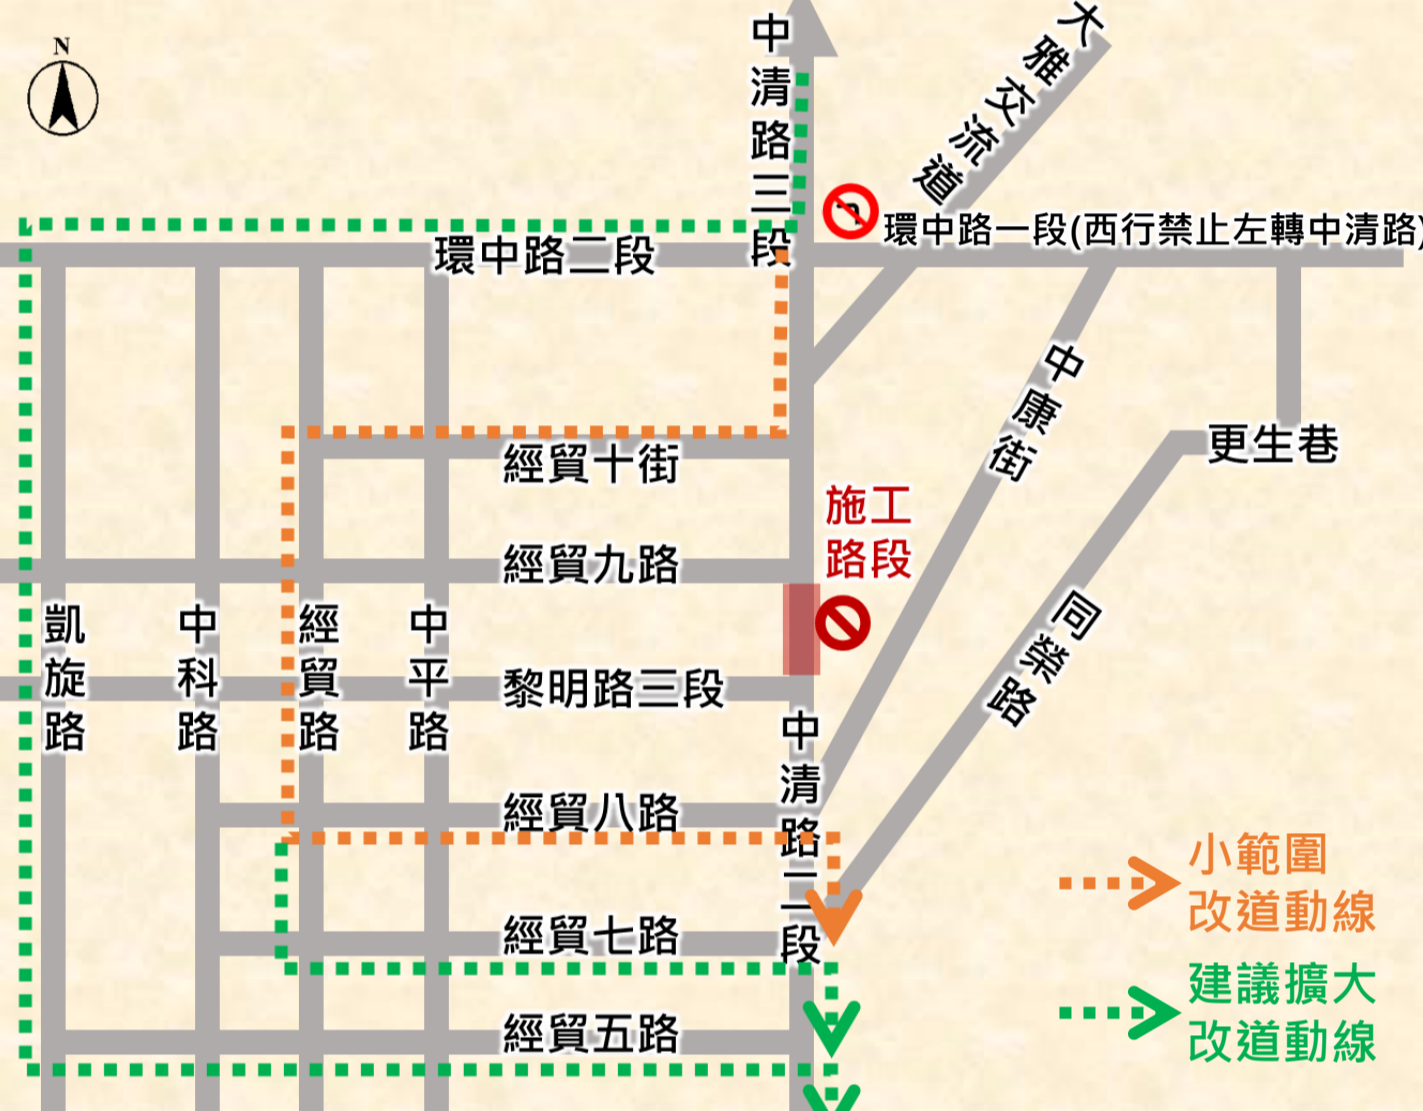 N
中清路三段
大雅交流道
環中路一段(西行禁止左轉中清路)
環中路二段
中康街
更生巷
經貿十街
施工
路段
經貿九路
同榮路
凱旋路
中科路
經貿路
中平路
黎明路三段
中清路二段
經貿八路
小範圍
改道動線
經貿七路
建議擴大
改道動線
經貿五路